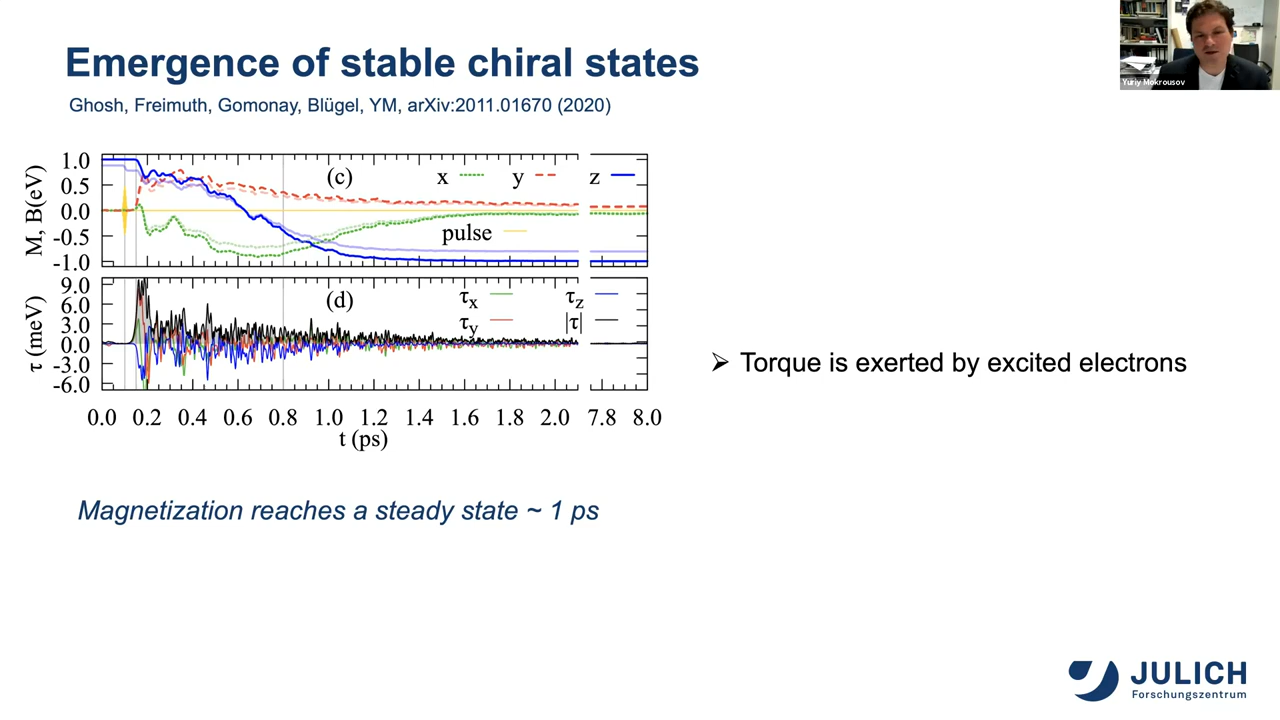 Emergence of stable chiral states
Ghosh, Freimuth, Gomonay, Blügel, YM, arXiv:2011.01670 (2020)
Yuriy Mokrousov
M, B(eV)
1.0
0.5
0.0
-0.5
-1.0
(c)
x
y
z
pulse
τ (meV)
9.0
6.0
3.0
0.0
-3.0
-6.0
(d)
τx
τz
τy
|τ|
0.0 0.2 0.4 0.6 0.8 1.0 1.2 1.4 1.6 1.8 2.0 7.8 8.0
t (ps)
➢ Torque is exerted by excited electrons
Magnetization reaches a steady state ~ 1 ps
JÜLICH
Forschungszentrum